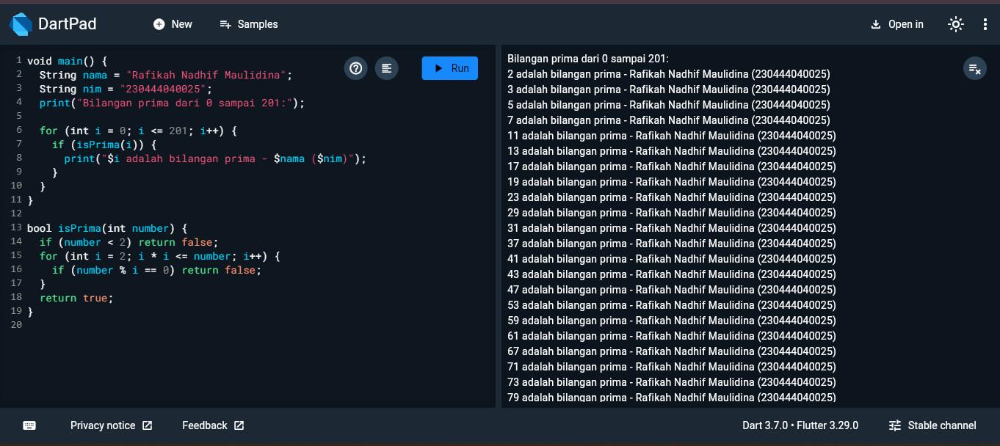 DartPad
New
Samples
Open in
1 void main() {
2 String nama = "Rafikah Nadhif Maulidina";
3 String nim = "230444040025";
4 print("Bilangan prima dari 0 sampai 201:");
5
6 for (int i = 0; i <= 201; i++) {
7 if (isPrima(i)) {
8 print("$i adalah bilangan prima - $nama ($nim)");
9 }
10 }
11 }
12
13 bool isPrima(int number) {
14 if (number < 2) return false;
15 for (int i = 2; i * i <= number; i++) {
16 if (number % i == 0) return false;
17 }
18 return true;
19 }
20
Run
Bilangan prima dari 0 sampai 201:
2 adalah bilangan prima - Rafikah Nadhif Maulidina (230444040025)
3 adalah bilangan prima - Rafikah Nadhif Maulidina (230444040025)
5 adalah bilangan prima - Rafikah Nadhif Maulidina (230444040025)
7 adalah bilangan prima - Rafikah Nadhif Maulidina (230444040025)
11 adalah bilangan prima - Rafikah Nadhif Maulidina (230444040025)
13 adalah bilangan prima - Rafikah Nadhif Maulidina (230444040025)
17 adalah bilangan prima - Rafikah Nadhif Maulidina (230444040025)
19 adalah bilangan prima - Rafikah Nadhif Maulidina (230444040025)
23 adalah bilangan prima - Rafikah Nadhif Maulidina (230444040025)
29 adalah bilangan prima - Rafikah Nadhif Maulidina (230444040025)
31 adalah bilangan prima - Rafikah Nadhif Maulidina (230444040025)
37 adalah bilangan prima - Rafikah Nadhif Maulidina (230444040025)
41 adalah bilangan prima - Rafikah Nadhif Maulidina (230444040025)
43 adalah bilangan prima - Rafikah Nadhif Maulidina (230444040025)
47 adalah bilangan prima - Rafikah Nadhif Maulidina (230444040025)
53 adalah bilangan prima - Rafikah Nadhif Maulidina (230444040025)
59 adalah bilangan prima - Rafikah Nadhif Maulidina (230444040025)
61 adalah bilangan prima - Rafikah Nadhif Maulidina (230444040025)
67 adalah bilangan prima - Rafikah Nadhif Maulidina (230444040025)
71 adalah bilangan prima - Rafikah Nadhif Maulidina (230444040025)
73 adalah bilangan prima - Rafikah Nadhif Maulidina (230444040025)
79 adalah bilangan prima - Rafikah Nadhif Maulidina (230444040025)
Privacy notice
Feedback
Dart 3.7.0 • Flutter 3.29.0
Stable channel